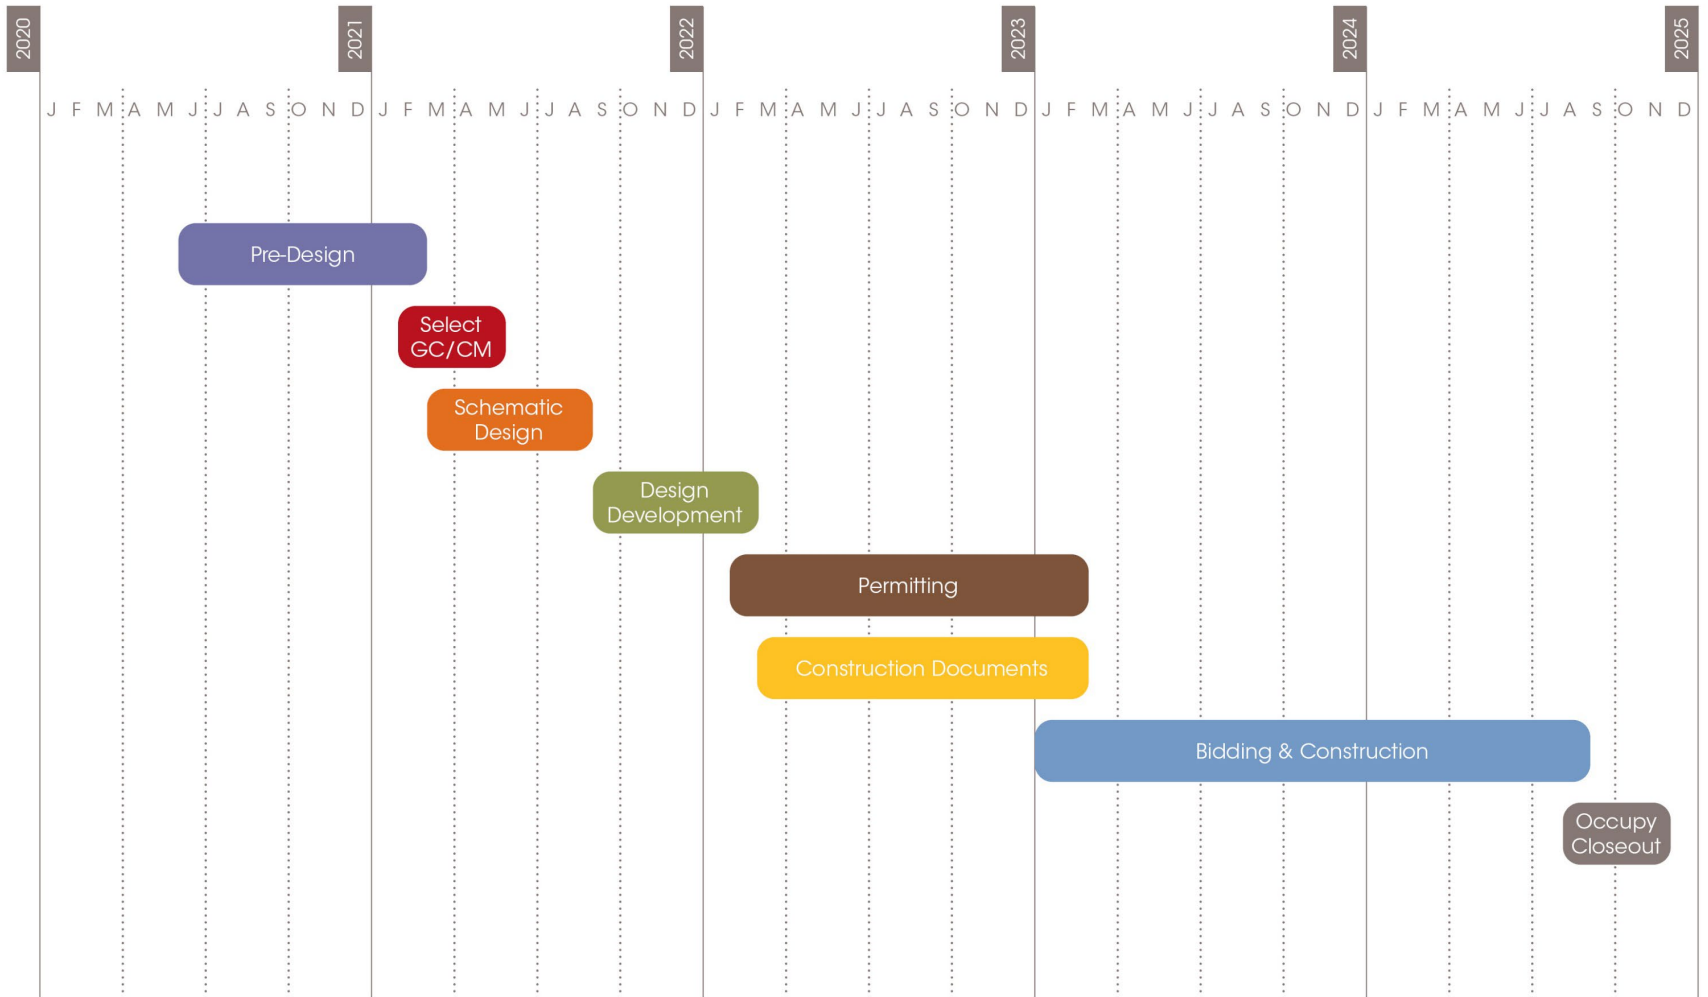 2020 2021 2022 2023 2024 2025
J F M A M J J A S O N D J F M A M J J A S O N D J F M A M J J A S O N D J F M A M J J A S O N D J F M A M J J A S O N D
Pre-Design
Select
GC/CM
Schematic
Design
Design
Development
Permitting
Construction Documents
Bidding & Construction
Occupy
Closeout